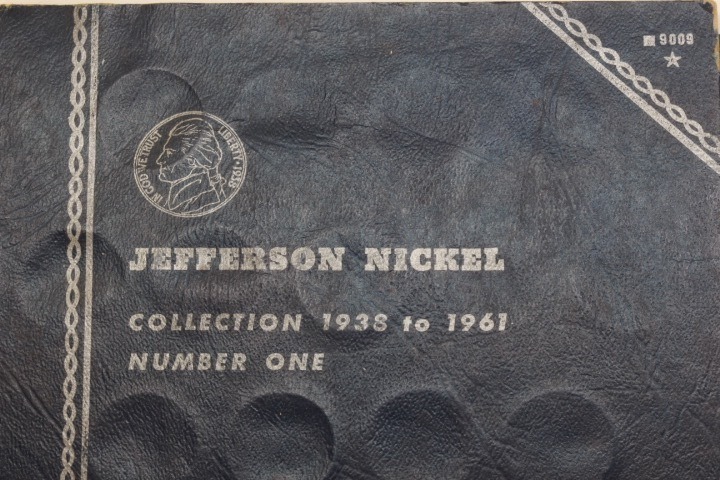 9009
IN GOD WE TRUST LIBERTY · 1938
JEFFERSON NICKEL
COLLECTION 1938 to 1961
NUMBER ONE